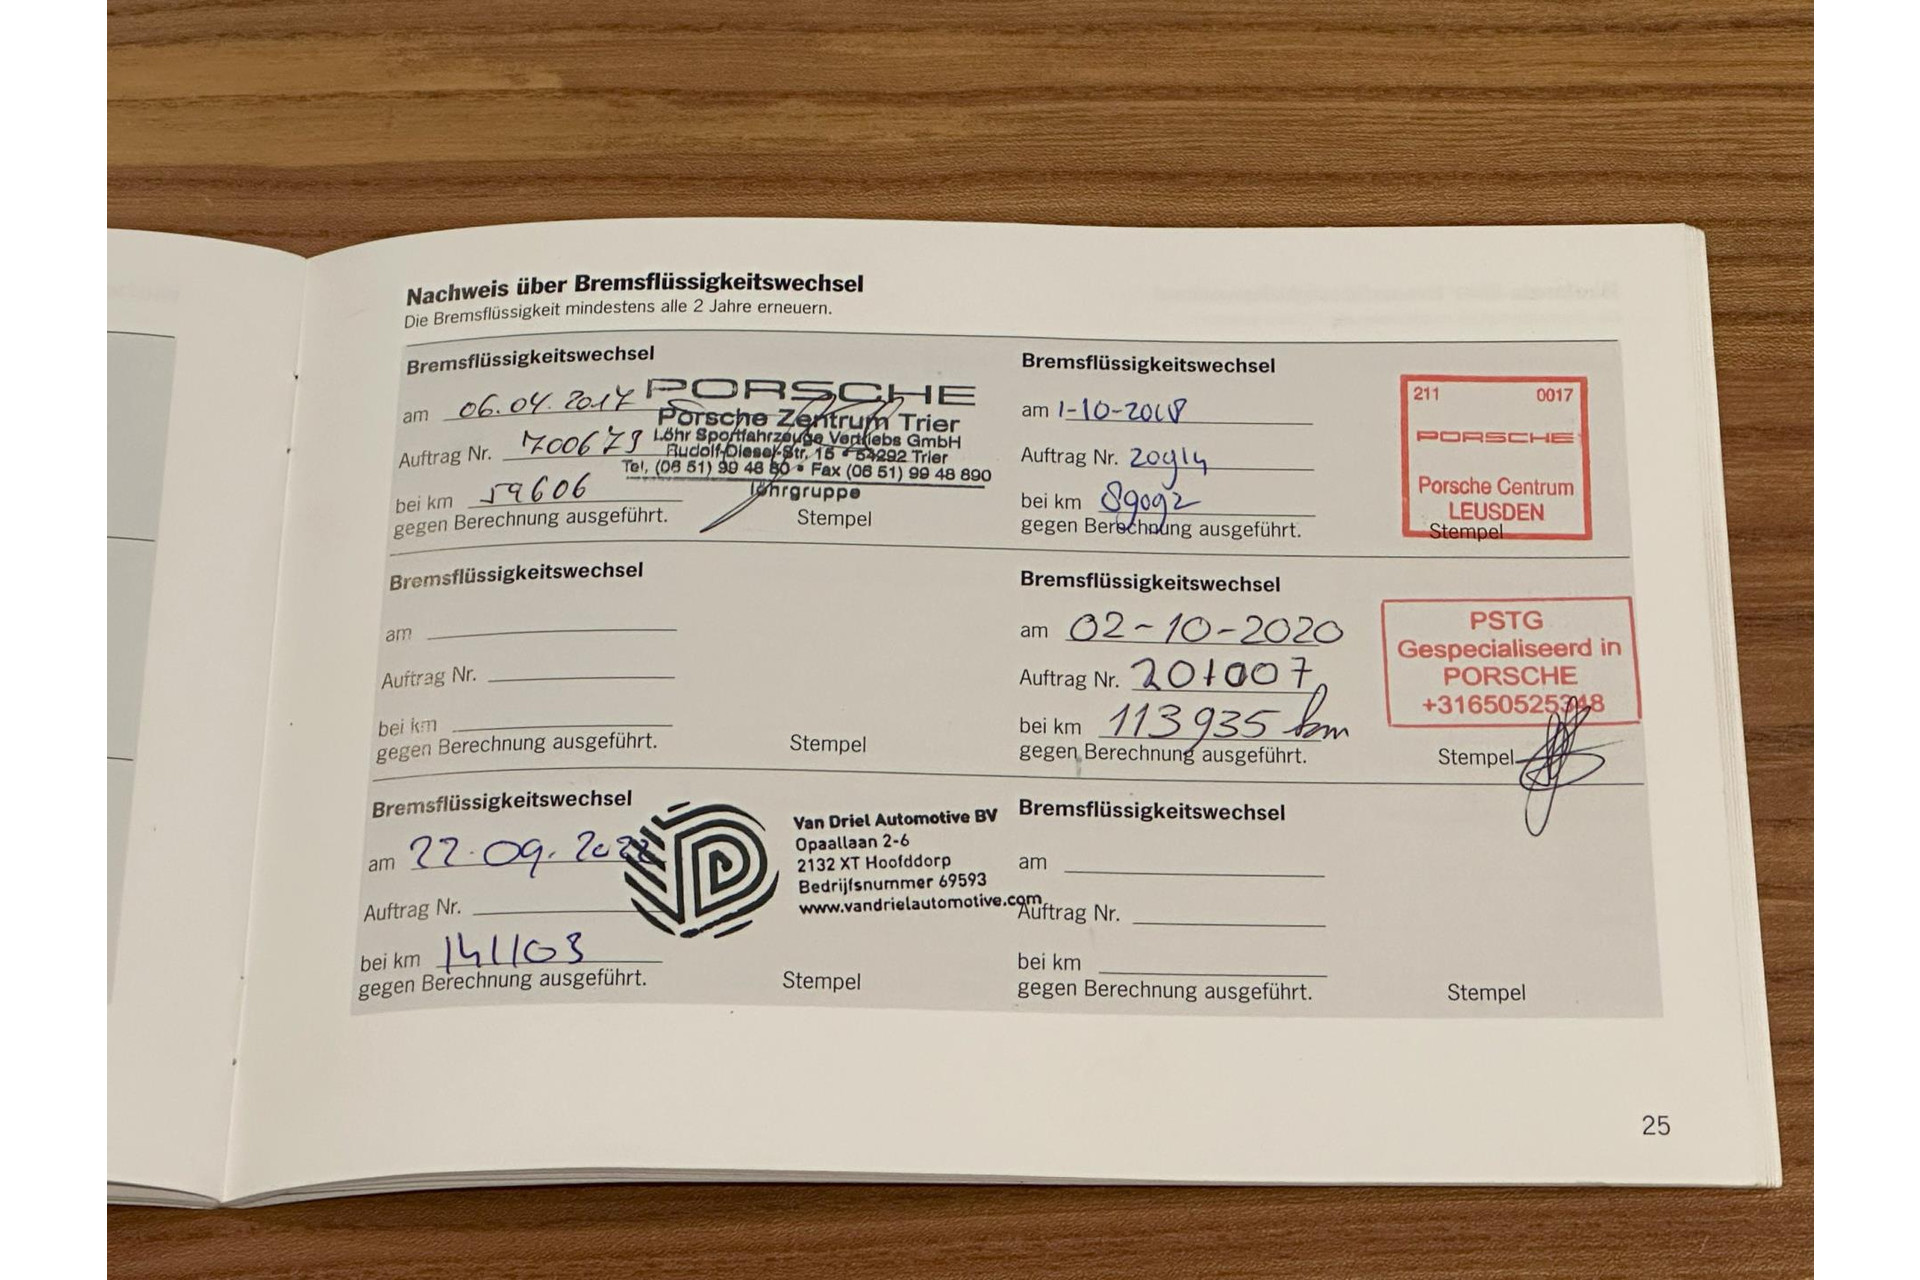 Nachweis über Bremsflüssigkeitswechsel
Die Bremsflüssigkeit mindestens alle 2 Jahre erneuern.
Bremsflüssigkeitswechsel
am 06.04.2017
Auftrag Nr. 700673
bei km 59606
gegen Berechnung ausgeführt.
PORSCHE
Porsche Zentrum Trier
Löhr Sportfahrzeuge Vertriebs GmbH
Rudolf-Diesel-Str. 15 • 54292 Trier
Tel. (06 51) 99 48 80 • Fax (06 51) 99 48 890
löhrgruppe
Stempel
Bremsflüssigkeitswechsel
am 1-10-2018
Auftrag Nr. 20914
bei km 89092
gegen Berechnung ausgeführt.
211 0017
PORSCHE
Porsche Centrum
LEUSDEN
Stempel
Bremsflüssigkeitswechsel
am
Auftrag Nr.
bei km
gegen Berechnung ausgeführt.
Stempel
Bremsflüssigkeitswechsel
am 02-10-2020
Auftrag Nr. 201007
bei km 113935 km
gegen Berechnung ausgeführt.
PSTG
Gespecialiseerd in
PORSCHE
Stempel
Bremsflüssigkeitswechsel
am 22.09.2022
Auftrag Nr.
bei km 141103
gegen Berechnung ausgeführt.
Van Driel Automotive BV
Opaallaan 2-6
2132 XT Hoofddorp
Bedrijfsnummer 69593
www.vandrielautomotive.com
Stempel
Bremsflüssigkeitswechsel
am
Auftrag Nr.
bei km
gegen Berechnung ausgeführt.
Stempel
25